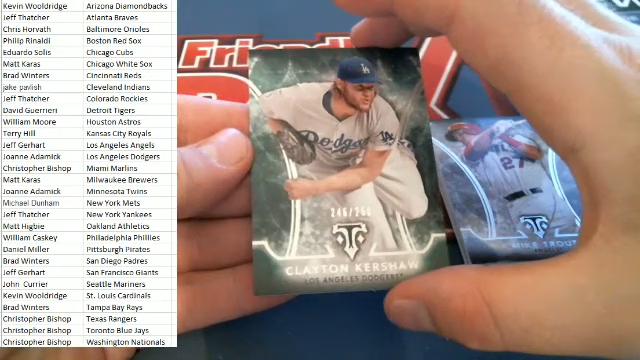 Kevin Wooldridge Arizona Diamondbacks
Jeff Thatcher Atlanta Braves
Chris Horvath Baltimore Orioles
Philip Rinaldi Boston Red Sox
Eduardo Solis Chicago Cubs
Matt Karas Chicago White Sox
Brad Winters Cincinnati Reds
jake pavlish Cleveland Indians
Jeff Thatcher Colorado Rockies
David Guerrieri Detroit Tigers
William Moore Houston Astros
Terry Hill Kansas City Royals
Jeff Gerhart Los Angeles Angels
Joanne Adamick Los Angeles Dodgers
Christopher Bishop Miami Marlins
Matt Karas Milwaukee Brewers
Joanne Adamick Minnesota Twins
Michael Dunham New York Mets
Jeff Thatcher New York Yankees
Matt Higbie Oakland Athletics
William Caskey Philadelphia Phillies
Daniel Miller Pittsburgh Pirates
Brad Winters San Diego Padres
Jeff Gerhart San Francisco Giants
John Currier Seattle Mariners
Kevin Wooldridge St. Louis Cardinals
Brad Winters Tampa Bay Rays
Christopher Bishop Texas Rangers
Christopher Bishop Toronto Blue Jays
Christopher Bishop Washington Nationals
Friendl
LA
Dodgers
246/250
CLAYTON KERSHAW
LOS ANGELES DODGERS
27
MIKE TROUT